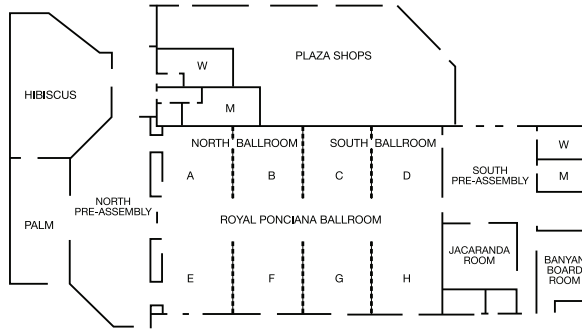 PLAZA SHOPS
W
HIBISCUS
M
NORTH BALLROOM
SOUTH BALLROOM
W
A
B
C
D
SOUTH
PRE-ASSEMBLY
M
NORTH
PRE-ASSEMBLY
PALM
ROYAL PONCIANA BALLROOM
JACARANDA
ROOM
BANYAN
BOARD
ROOM
E
F
G
H